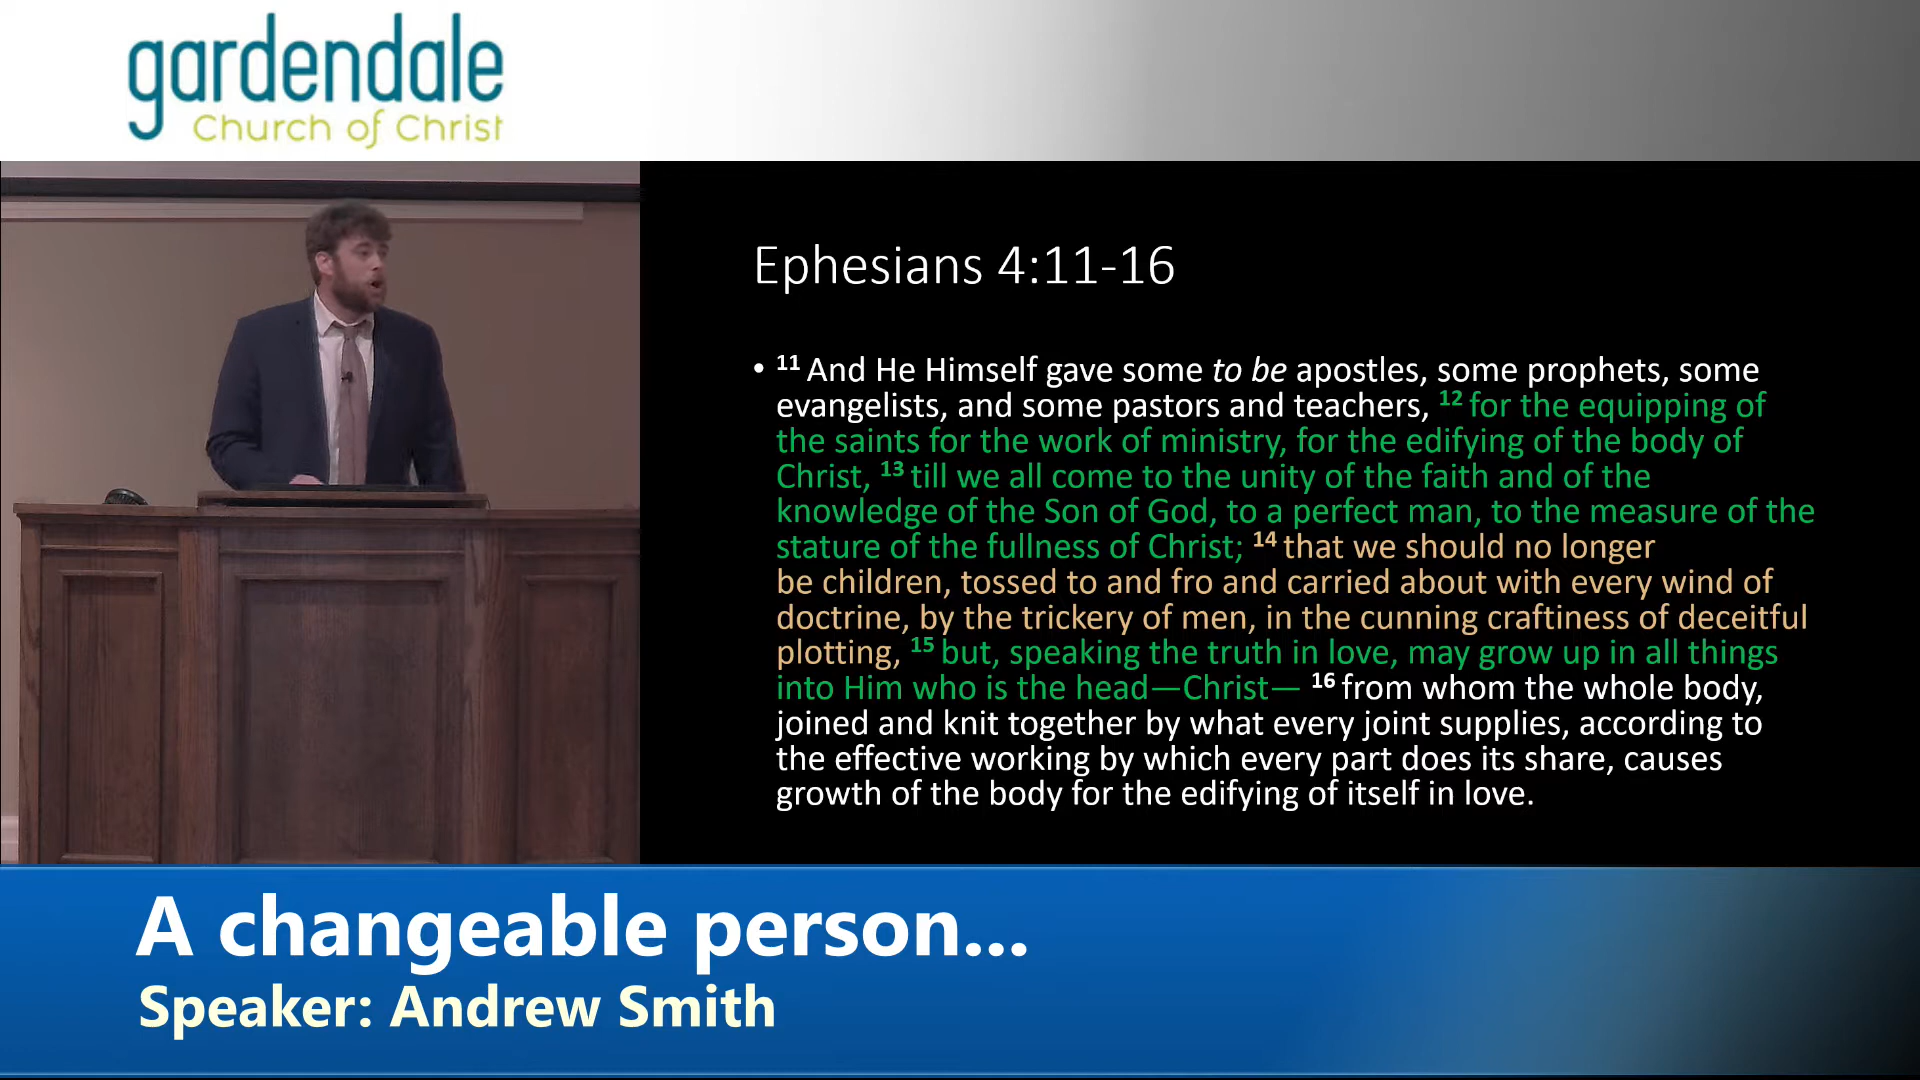 gardendale
Church of Christ
Ephesians 4:11-16
• 11 And He Himself gave some to be apostles, some prophets, some
evangelists, and some pastors and teachers, 12 for the equipping of
the saints for the work of ministry, for the edifying of the body of
Christ, 13 till we all come to the unity of the faith and of the
knowledge of the Son of God, to a perfect man, to the measure of the
stature of the fullness of Christ; 14 that we should no longer
be children, tossed to and fro and carried about with every wind of
doctrine, by the trickery of men, in the cunning craftiness of deceitful
plotting, 15 but, speaking the truth in love, may grow up in all things
into Him who is the head—Christ— 16 from whom the whole body,
joined and knit together by what every joint supplies, according to
the effective working by which every part does its share, causes
growth of the body for the edifying of itself in love.
A changeable person...
Speaker: Andrew Smith